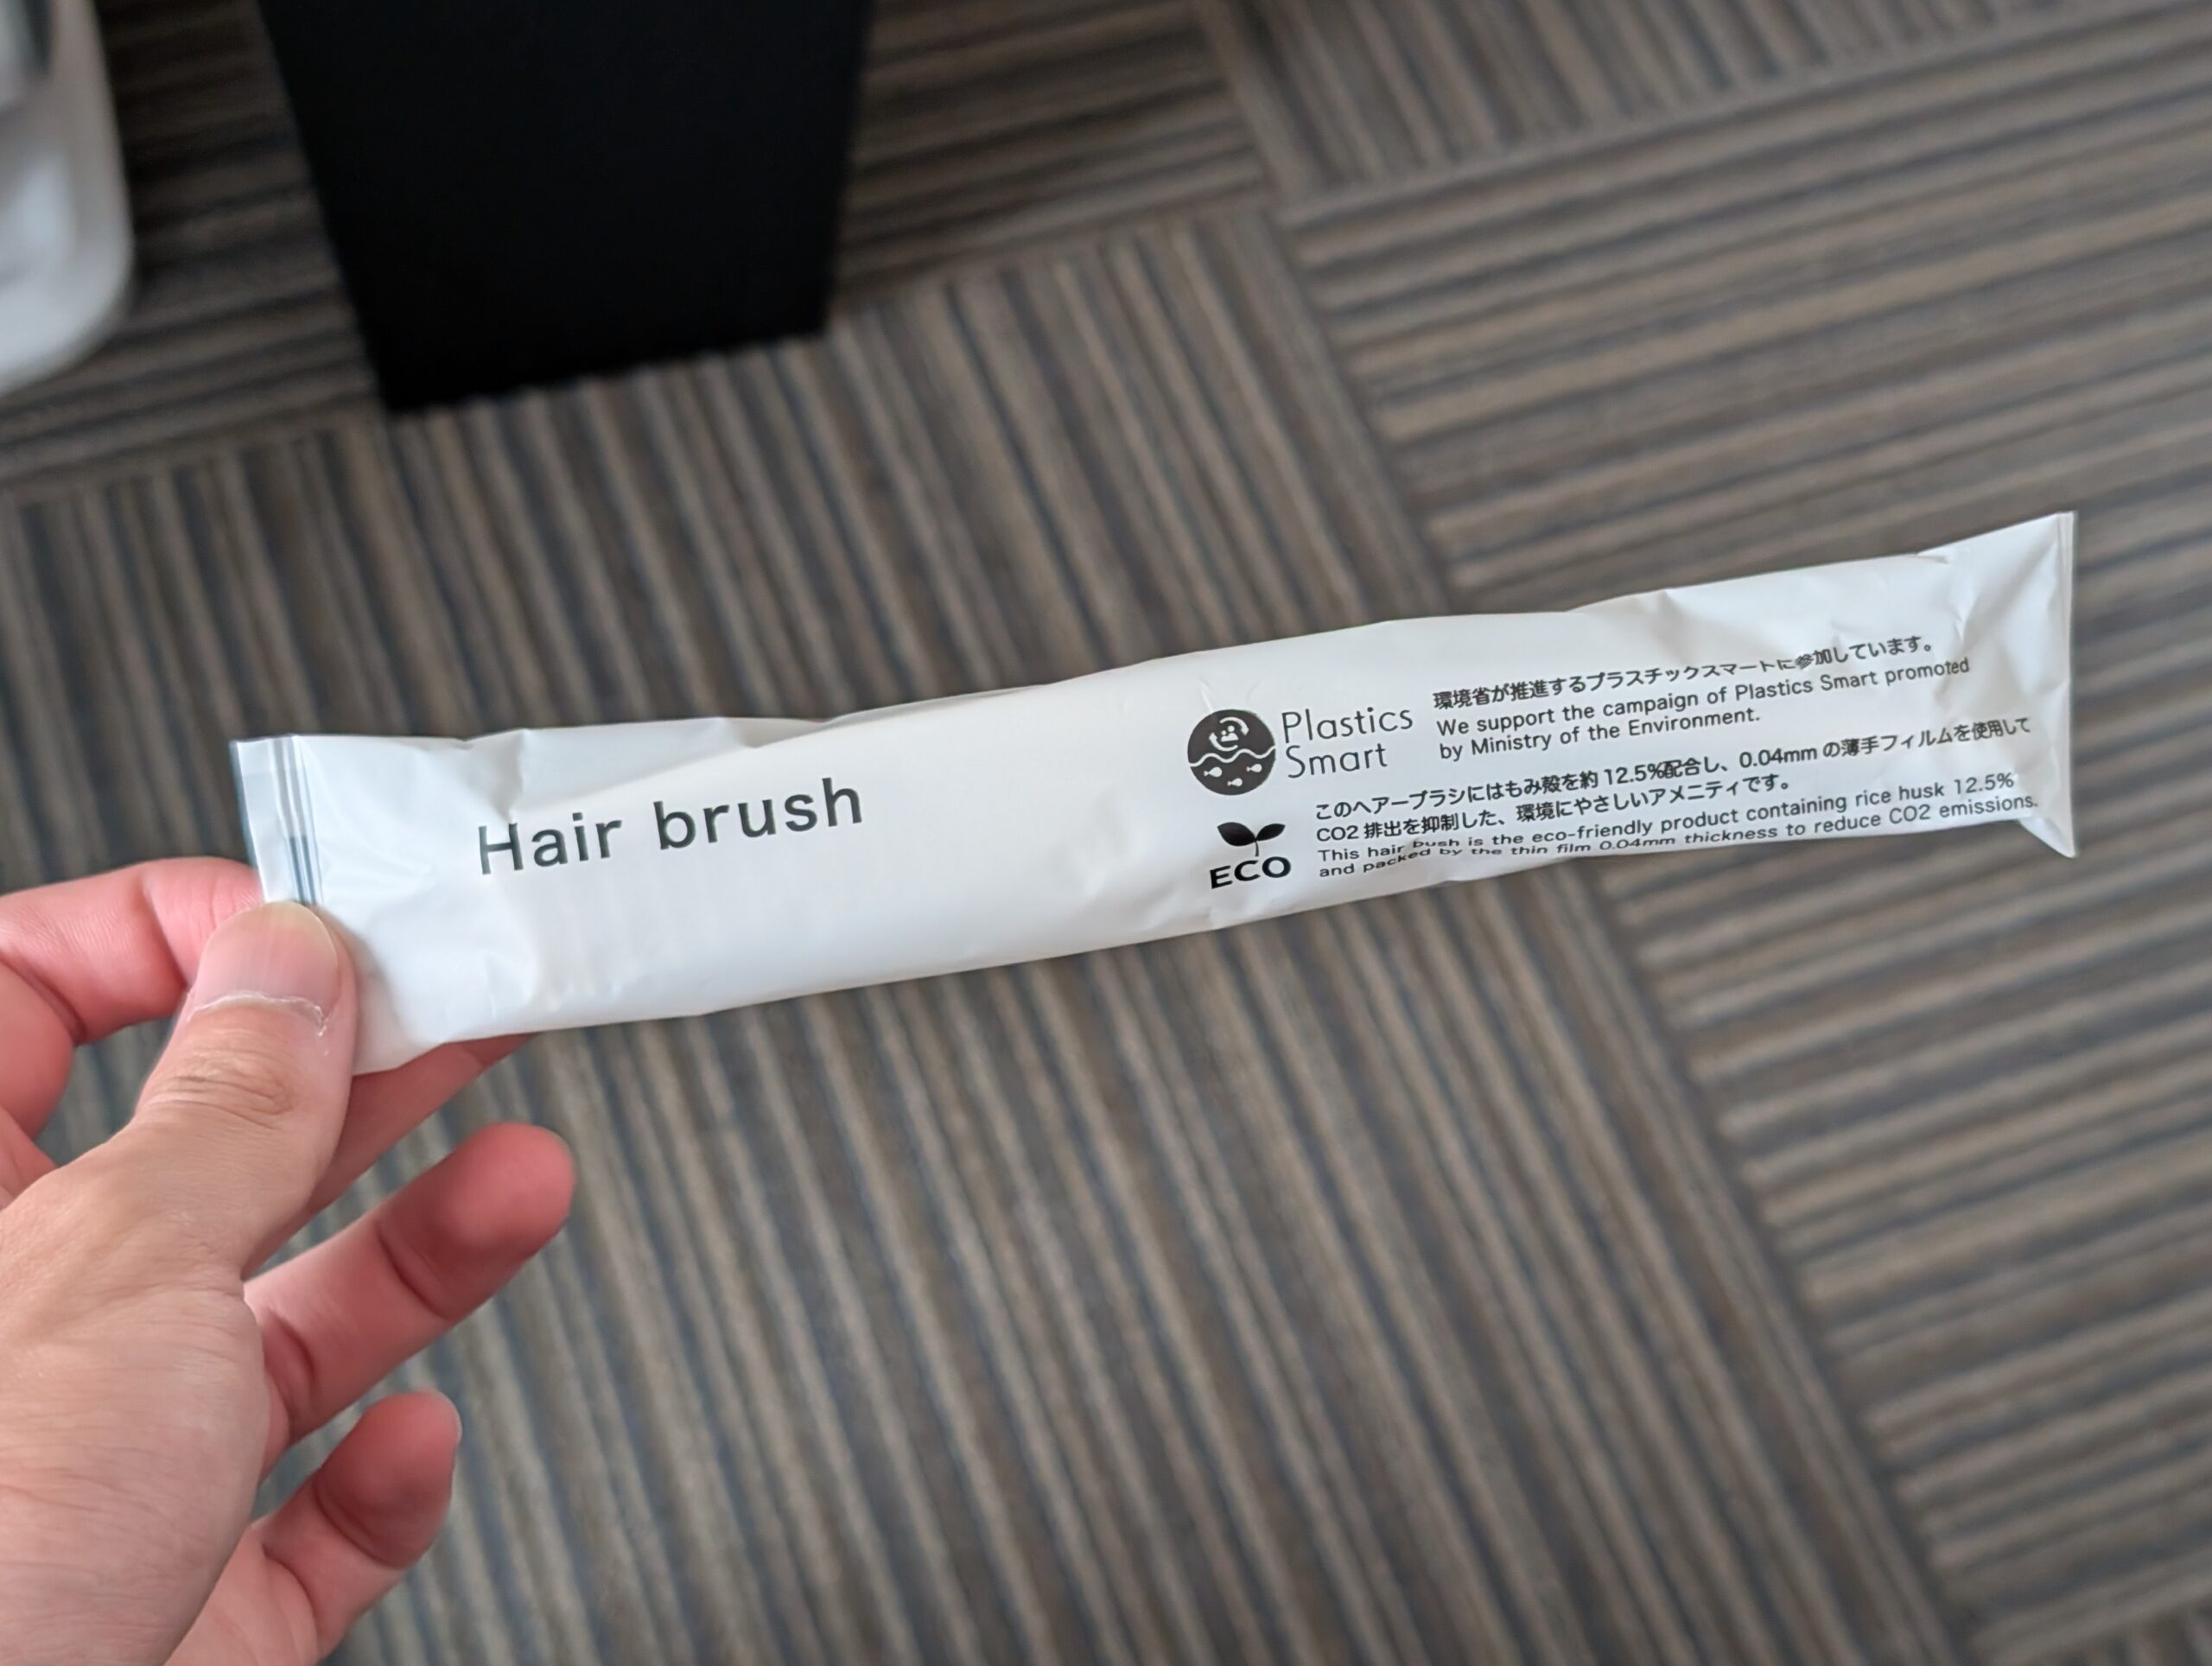 Hair brush
Plastics
Smart
環境省が推進するプラスチックスマートに参加しています。
We support the campaign of Plastics Smart promoted
by Ministry of the Environment.
ECO
このヘアーブラシにはもみ殻を約12.5%配合し、0.04mmの薄手フィルムを使用して
CO2排出を抑制した、環境にやさしいアメニティです。
This hair bush is the eco-friendly product containing rice husk 12.5%
and packed by the thin film 0.04mm thickness to reduce CO2 emissions.